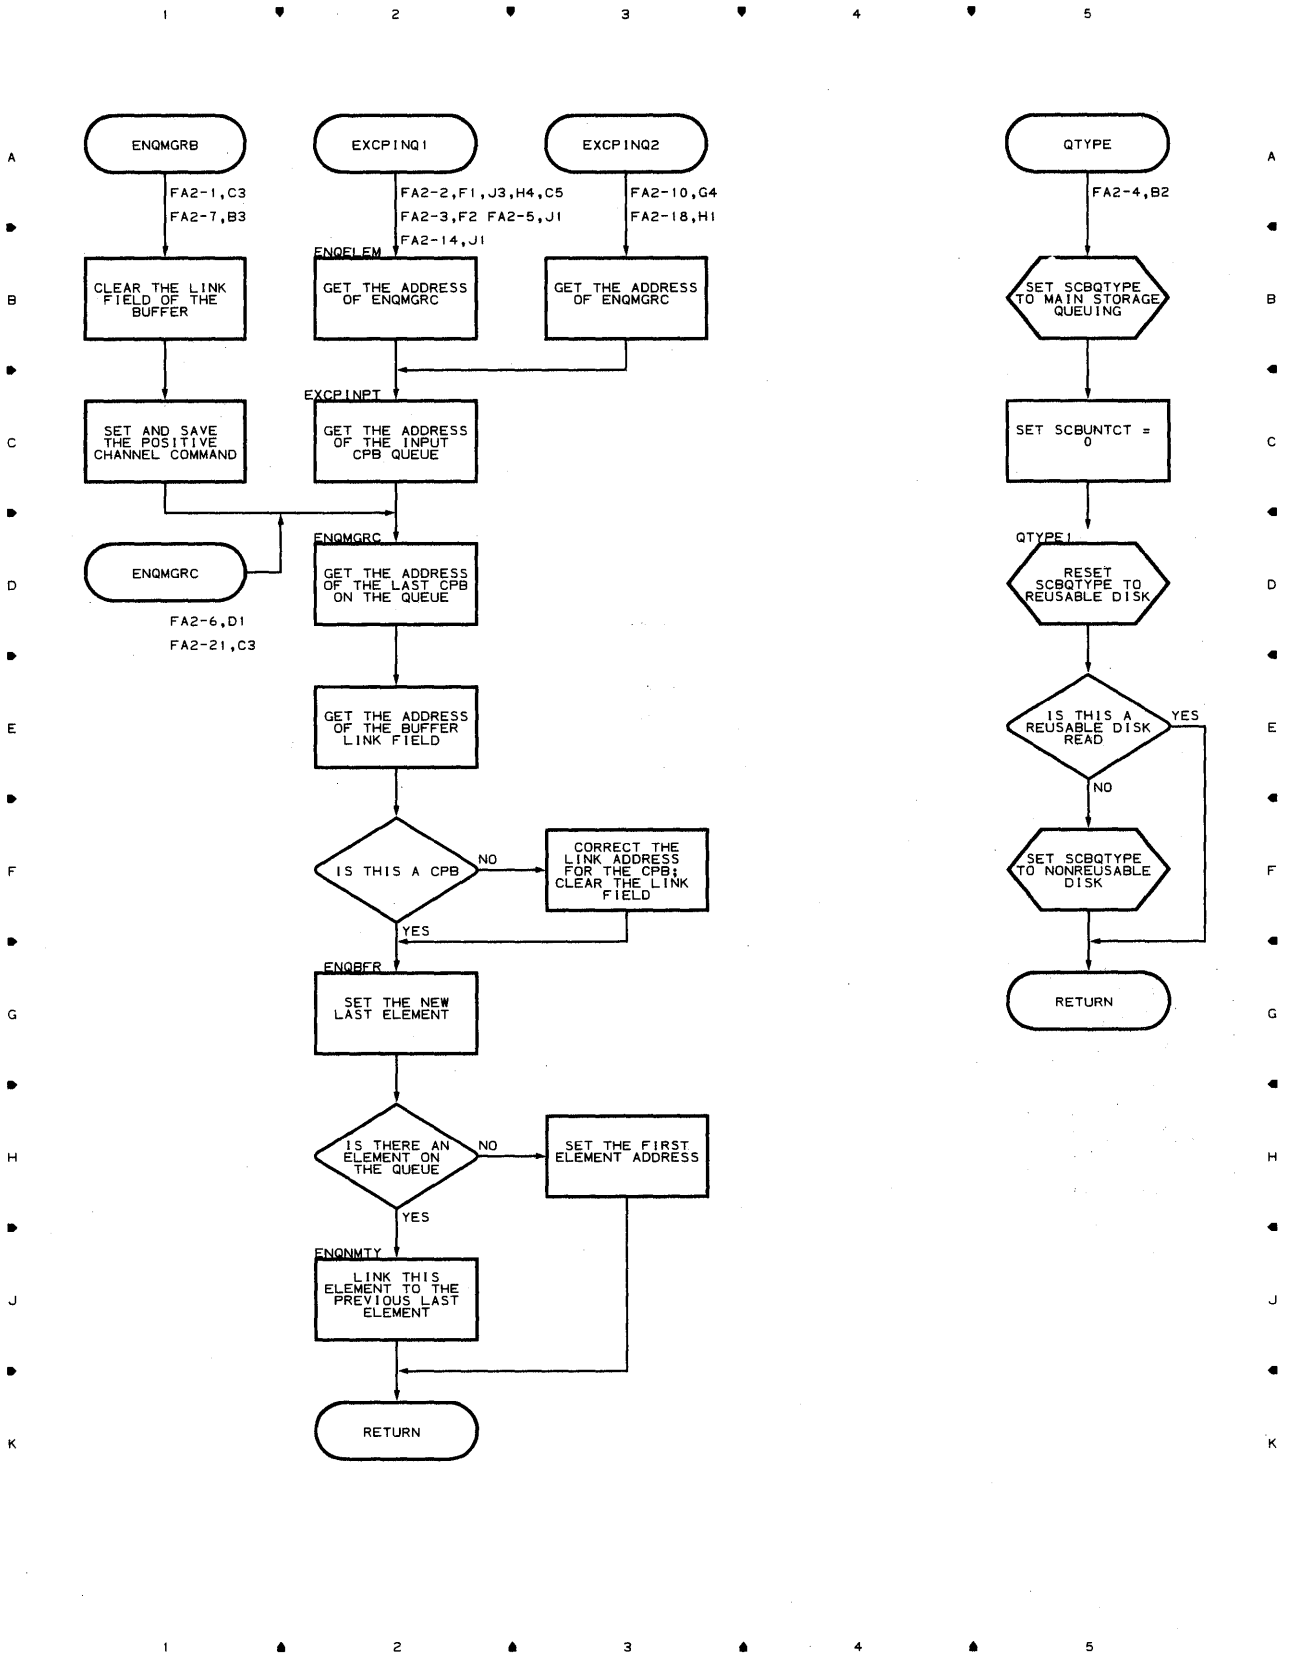 1 2 3 4 5
A A
ENQMGRB
EXCPINQ1
EXCPINQ2
QTYPE
FA2-1,C3
FA2-7,B3
FA2-2,F1,J3,H4,C5
FA2-3,F2 FA2-5,J1
FA2-14,J1
FA2-10,G4
FA2-18,H1
FA2-4,B2
B B
CLEAR THE LINK
FIELD OF THE
BUFFER
ENQELEM
GET THE ADDRESS
OF ENQMGRC
GET THE ADDRESS
OF ENQMGRC
SET SCBQTYPE
TO MAIN STORAGE
QUEUING
C C
SET AND SAVE
THE POSITIVE
CHANNEL COMMAND
EXCPINPT
GET THE ADDRESS
OF THE INPUT
CPB QUEUE
SET SCBUNTCT =
0
D D
ENQMGRC
FA2-6,D1
FA2-21,C3
ENQMGRC
GET THE ADDRESS
OF THE LAST CPB
ON THE QUEUE
QTYPE1
RESET
SCBQTYPE TO
REUSABLE DISK
E E
GET THE ADDRESS
OF THE BUFFER
LINK FIELD
IS THIS A
REUSABLE DISK
READ
YES
NO
F F
IS THIS A CPB
NO
YES
CORRECT THE
LINK ADDRESS
FOR THE CPB;
CLEAR THE LINK
FIELD
SET SCBQTYPE
TO NONREUSABLE
DISK
G G
ENQBFR
SET THE NEW
LAST ELEMENT
RETURN
H H
IS THERE AN
ELEMENT ON
THE QUEUE
NO
YES
SET THE FIRST
ELEMENT ADDRESS
J J
ENQNMTY
LINK THIS
ELEMENT TO THE
PREVIOUS LAST
ELEMENT
K K
RETURN
1 2 3 4 5